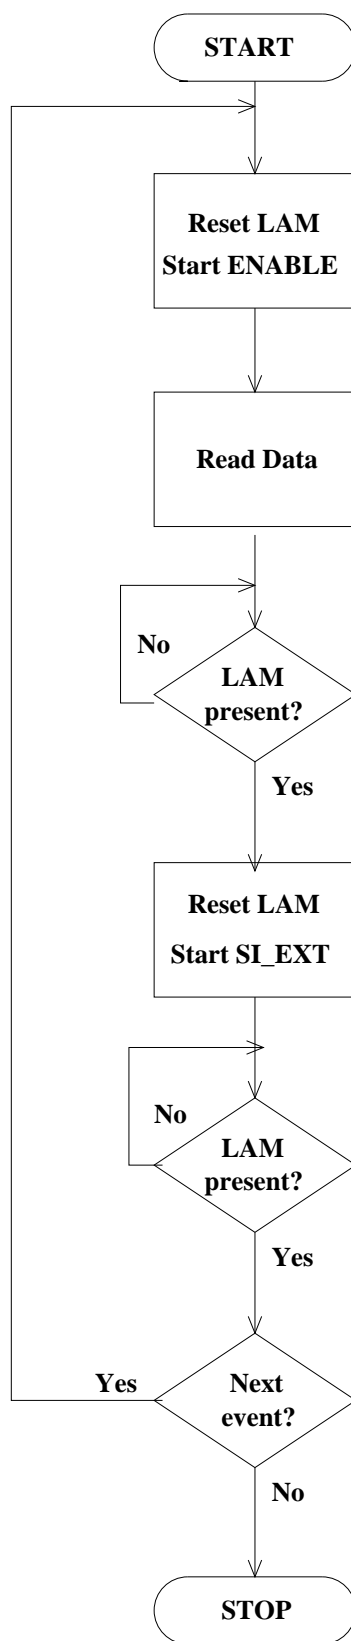 START
Reset LAM
Start ENABLE
Read Data
No
LAM
present?
Yes
Reset LAM
Start SI_EXT
No
LAM
present?
Yes
Yes
Next
event?
No
STOP